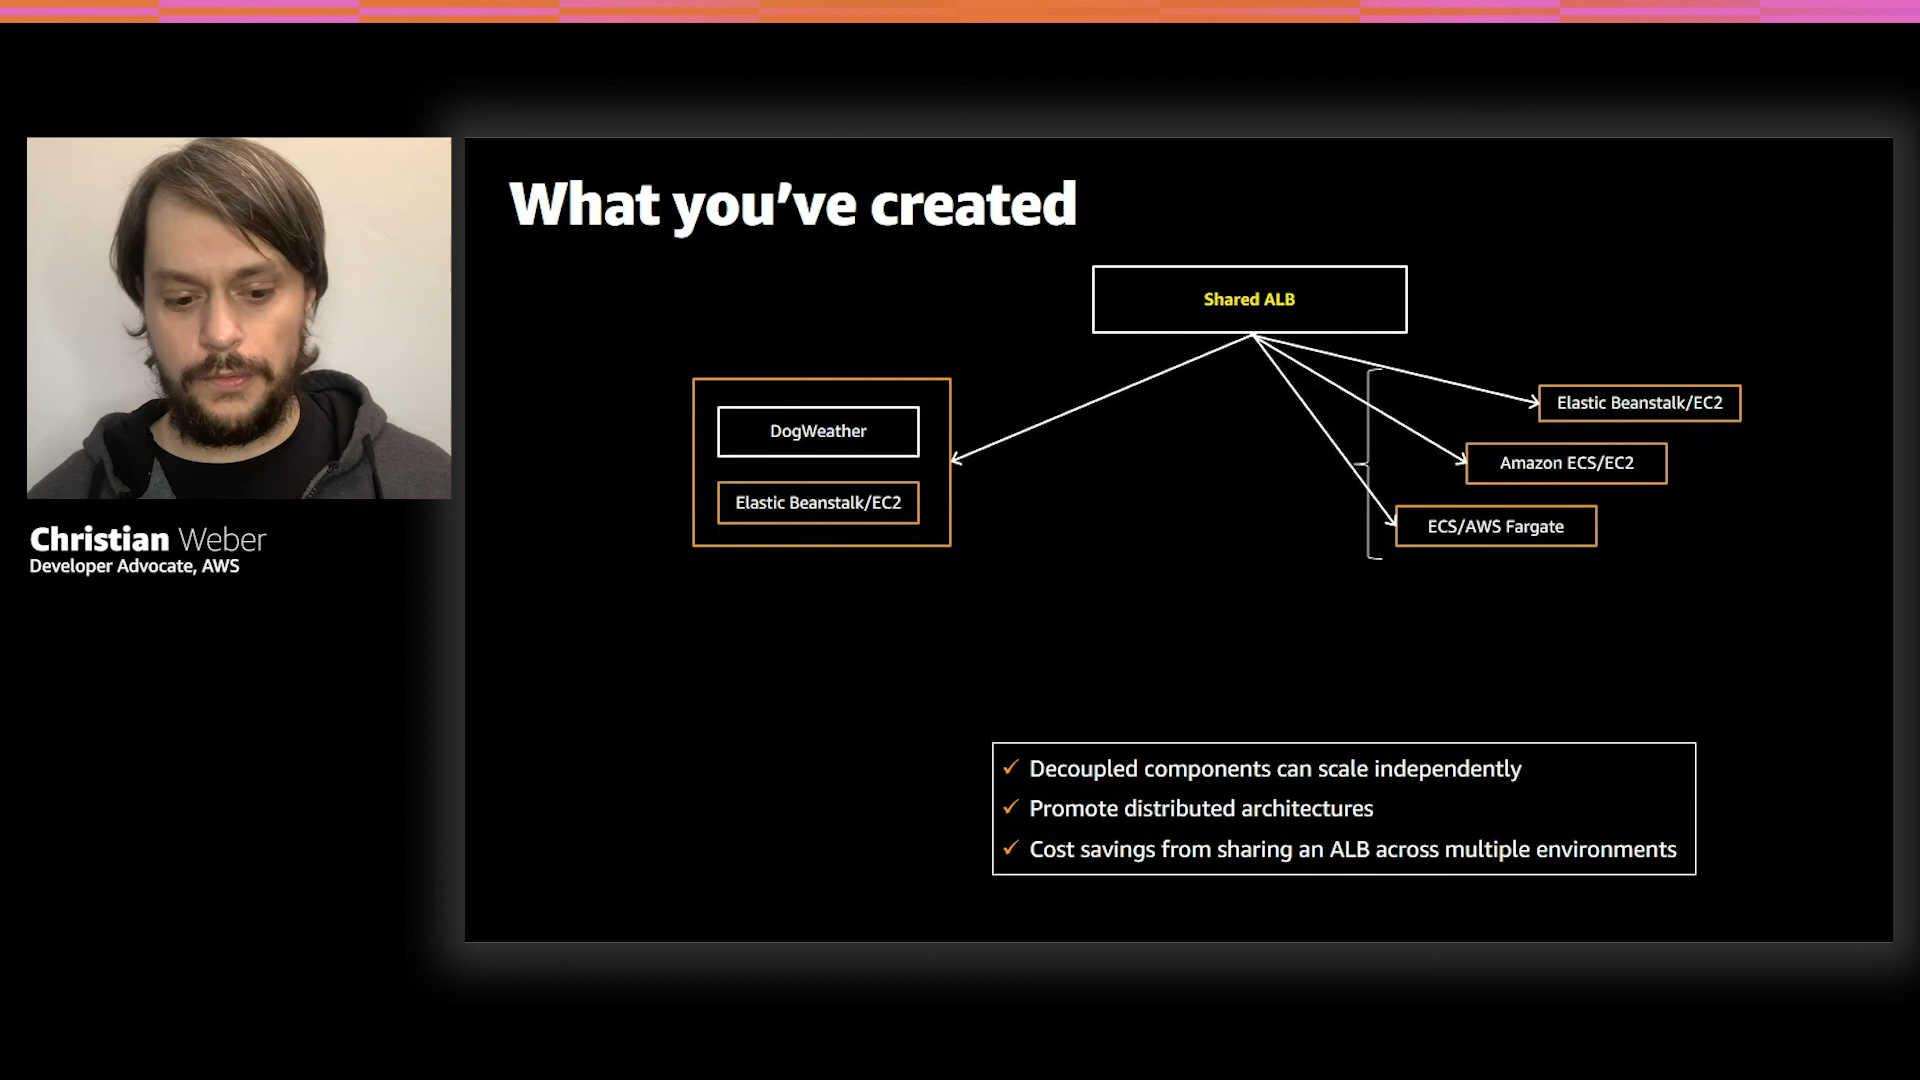 What you've created
Shared ALB
DogWeather
Elastic Beanstalk/EC2
Elastic Beanstalk/EC2
Amazon ECS/EC2
ECS/AWS Fargate
Christian Weber
Developer Advocate, AWS
✓ Decoupled components can scale independently
✓ Promote distributed architectures
✓ Cost savings from sharing an ALB across multiple environments